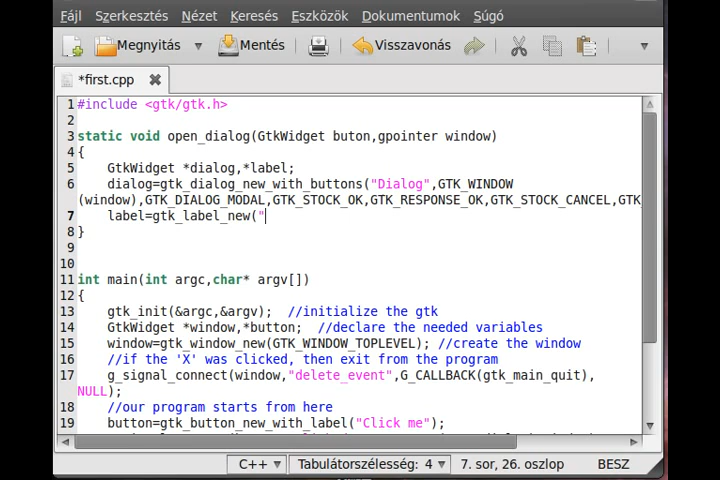 Fájl Szerkesztés Nézet Keresés Eszközök Dokumentumok Súgó
Megnyitás Mentés Visszavonás
*first.cpp
1 #include <gtk/gtk.h>
2
3 static void open_dialog(GtkWidget buton,gpointer window)
4 {
5 GtkWidget *dialog,*label;
6 dialog=gtk_dialog_new_with_buttons("Dialog",GTK_WINDOW
(window),GTK_DIALOG_MODAL,GTK_STOCK_OK,GTK_RESPONSE_OK,GTK_STOCK_CANCEL,GTK_
7 label=gtk_label_new("
8 }
9
10
11 int main(int argc,char* argv[])
12 {
13 gtk_init(&argc,&argv); //initialize the gtk
14 GtkWidget *window,*button; //declare the needed variables
15 window=gtk_window_new(GTK_WINDOW_TOPLEVEL); //create the window
16 //if the 'X' was clicked, then exit from the program
17 g_signal_connect(window,"delete_event",G_CALLBACK(gtk_main_quit),
NULL);
18 //our program starts from here
19 button=gtk_button_new_with_label("Click me");
C++ Tabulátorszélesség: 4 7. sor, 26. oszlop BESZ